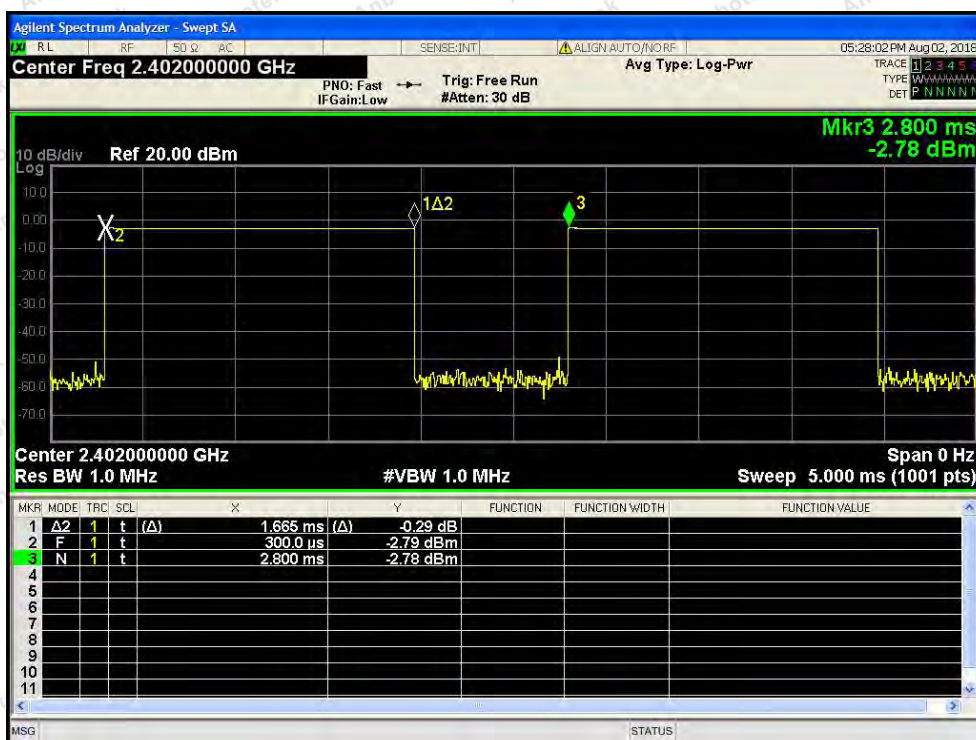 Agilent Spectrum Analyzer - Swept SA
LXI RL RF 50 Ω AC SENSE:INT ALIGN AUTO/NO RF 05:28:02 PM Aug 02, 2018
Center Freq 2.402000000 GHz Avg Type: Log-Pwr TRACE 1 2 3 4 5
PNO: Fast Trig: Free Run TYPE WWWWWWW
IFGain:Low #Atten: 30 dB DET P N N N N N
Mkr3 2.800 ms
10 dB/div Ref 20.00 dBm -2.78 dBm
Log
10.0
1Δ2 3
0.00
2
-10.0
-20.0
-30.0
-40.0
-50.0
-60.0
-70.0
Center 2.402000000 GHz Span 0 Hz
Res BW 1.0 MHz #VBW 1.0 MHz Sweep 5.000 ms (1001 pts)
MKR MODE TRC SCL X Y FUNCTION FUNCTION WIDTH FUNCTION VALUE
1 Δ2 1 t (Δ) 1.665 ms (Δ) -0.29 dB
2 F 1 t 300.0 µs -2.79 dBm
3 N 1 t 2.800 ms -2.78 dBm
4
5
6
7
8
9
10
11
MSG STATUS